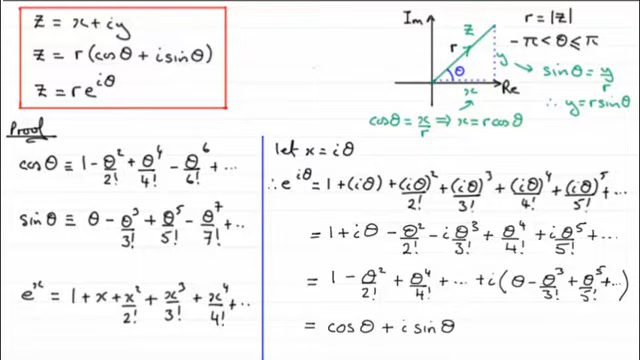 z = x + iy
z = r(cosθ + i sinθ)
z = re^{iθ}
Im
z
r
θ
y
x
Re
r = |z|
-π < θ ⩽ π
sinθ = y/r
∴ y = r sinθ
cosθ = x/r ⇒ x = r cosθ
Proof
cosθ ≡ 1 - θ²/2! + θ⁴/4! - θ⁶/6! + ...
sinθ ≡ θ - θ³/3! + θ⁵/5! - θ⁷/7! + ...
e^x = 1 + x + x²/2! + x³/3! + x⁴/4! + ...
let x = iθ
∴ e^{iθ} = 1 + (iθ) + (iθ)²/2! + (iθ)³/3! + (iθ)⁴/4! + (iθ)⁵/5! + ...
= 1 + iθ - θ²/2! - iθ³/3! + θ⁴/4! + iθ⁵/5! + ...
= 1 - θ²/2! + θ⁴/4! + ... + i(θ - θ³/3! + θ⁵/5! + ...)
= cosθ + i sinθ